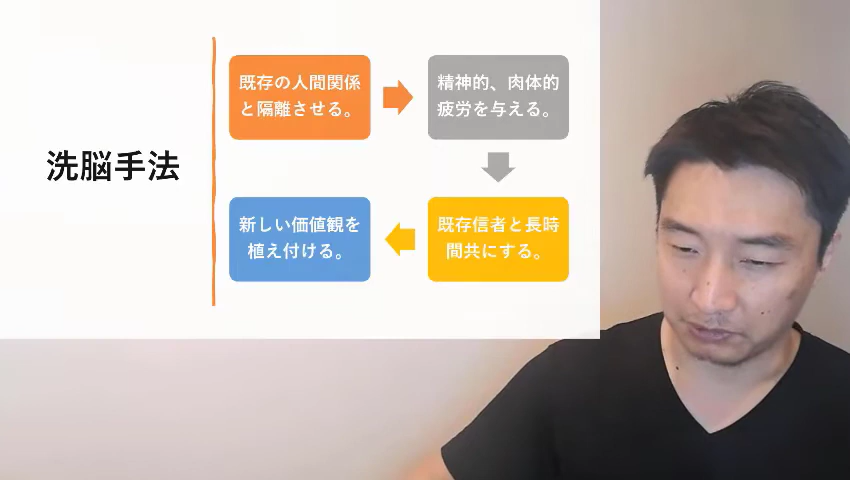 洗脳手法
既存の人間関係
と隔離させる。
精神的、肉体的
疲労を与える。
既存信者と長時
間共にする。
新しい価値観を
植え付ける。